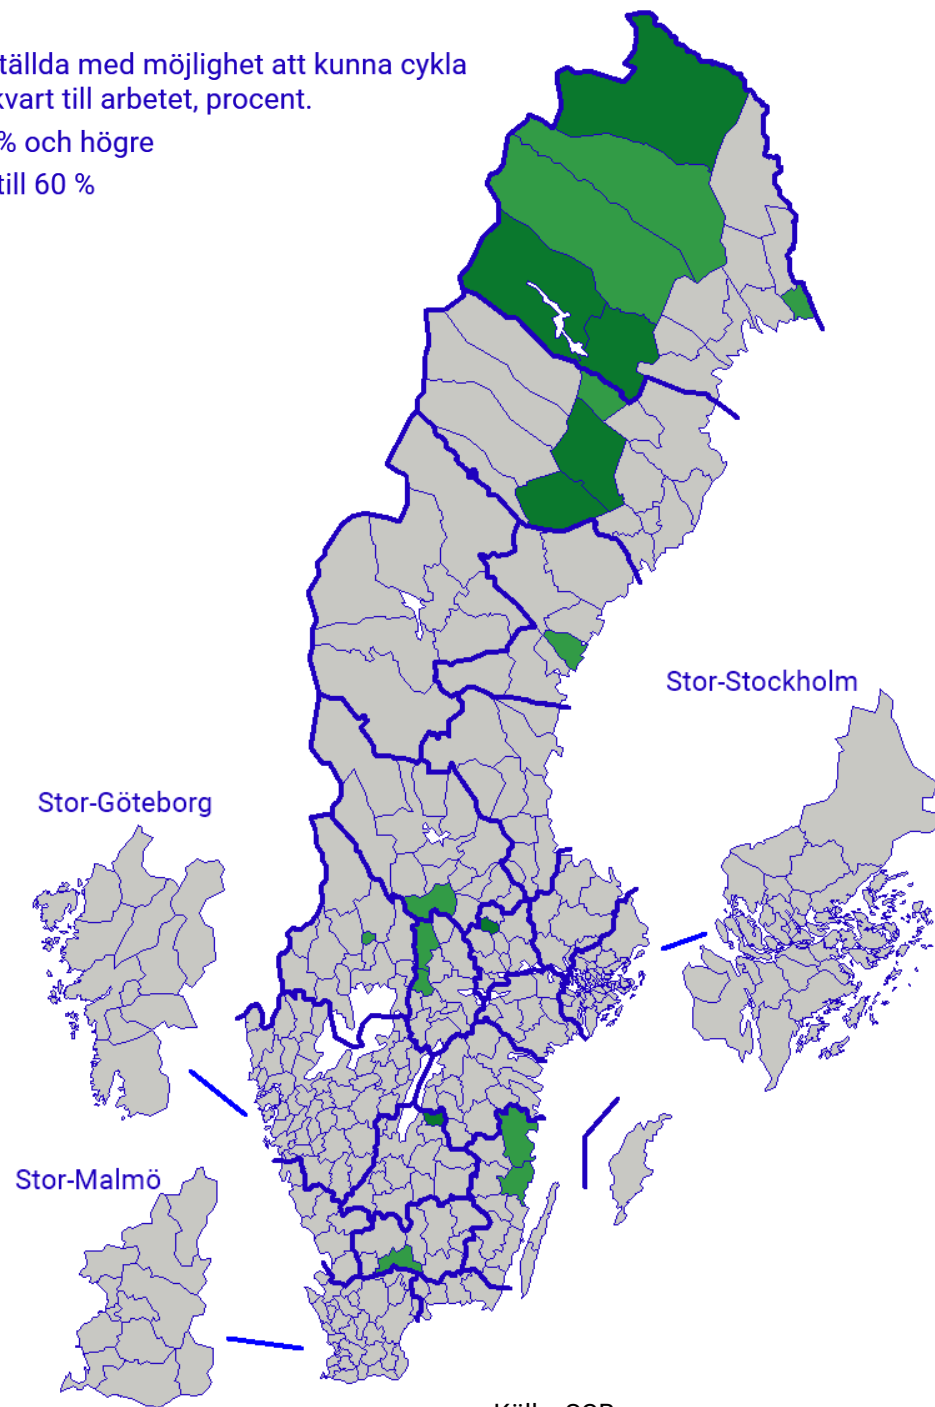 tällda med möjlighet att kunna cykla
kvart till arbetet, procent.
% och högre
till 60 %
Stor-Stockholm
Stor-Göteborg
Stor-Malmö